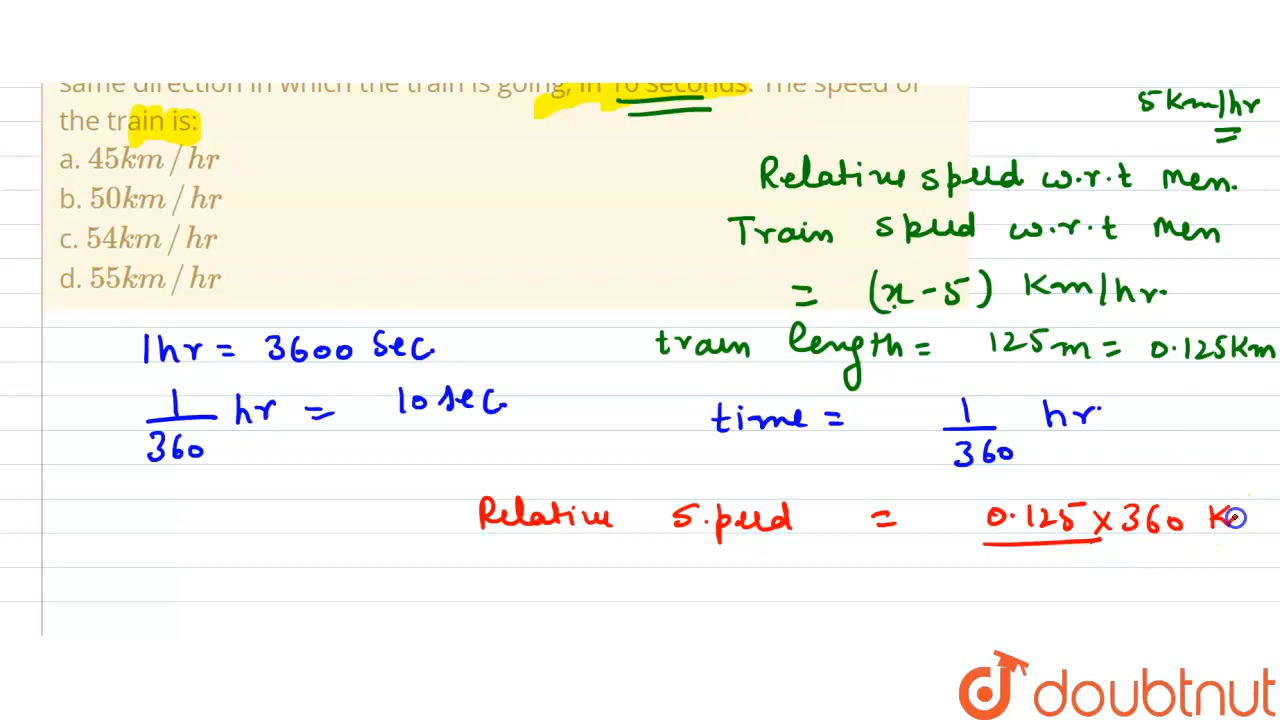 same direction in which the train is going, in 10 seconds. The speed of
the train is:
a. 45km/hr
b. 50km/hr
c. 54km/hr
d. 55km/hr
5 Km/hr
Relative speed w.r.t men.
Train speed w.r.t men
= (x-5) Km/hr.
train length = 125m = 0.125Km
1hr = 3600 Sec.
1/360 hr = 10 sec.
time = 1/360 hr.
Relative S.peed = 0.125 x 360 K
doubtnut